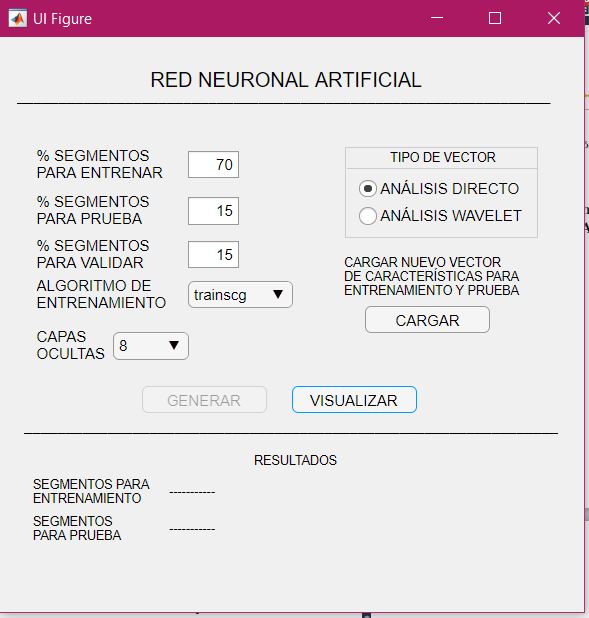 UI Figure
RED NEURONAL ARTIFICIAL
% SEGMENTOS
PARA ENTRENAR
70
% SEGMENTOS
PARA PRUEBA
15
% SEGMENTOS
PARA VALIDAR
15
ALGORITMO DE
ENTRENAMIENTO
trainscg
CAPAS
OCULTAS
8
TIPO DE VECTOR
ANÁLISIS DIRECTO
ANÁLISIS WAVELET
CARGAR NUEVO VECTOR
DE CARACTERÍSTICAS PARA
ENTRENAMIENTO Y PRUEBA
CARGAR
GENERAR
VISUALIZAR
RESULTADOS
SEGMENTOS PARA
ENTRENAMIENTO
-----------
SEGMENTOS
PARA PRUEBA
-----------